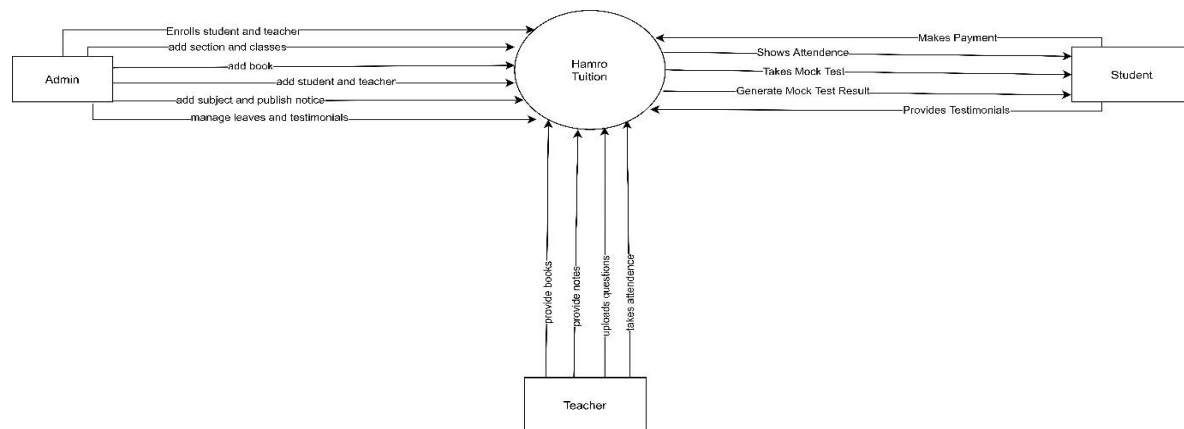 Enrolls student and teacher
add section and classes
add book
add student and teacher
add subject and publish notice
manage leaves and testimonials
Admin
Hamro
Tuition
Makes Payment
Shows Attendence
Takes Mock Test
Generate Mock Test Result
Provides Testimonials
Student
provide books
provide notes
uploads questions
takes attendence
Teacher